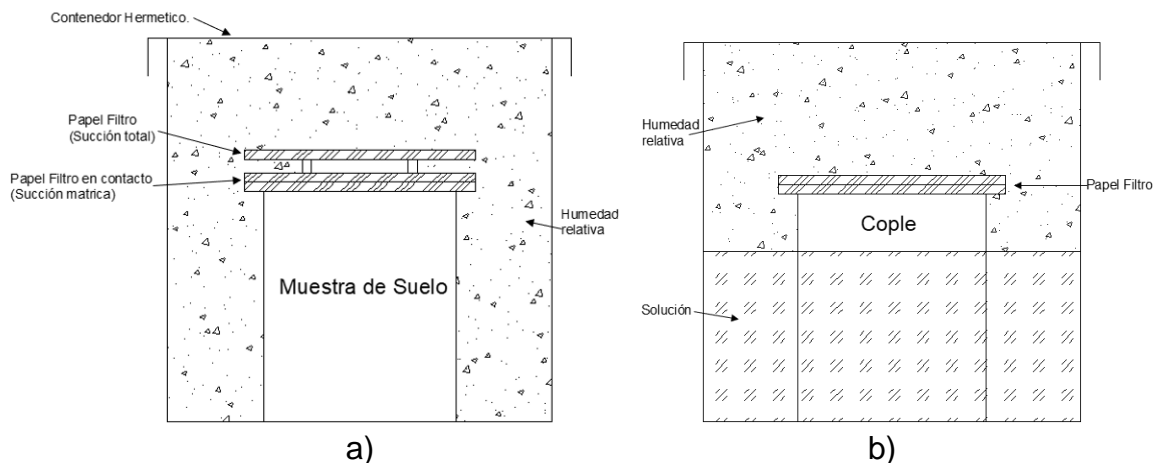 Contenedor Hermetico.
Papel Filtro
(Succión total)
Papel Filtro en contacto
(Succión matrica)
Humedad
relativa
Muestra de Suelo
a)
Humedad
relativa
Papel Filtro
Cople
Solución
b)